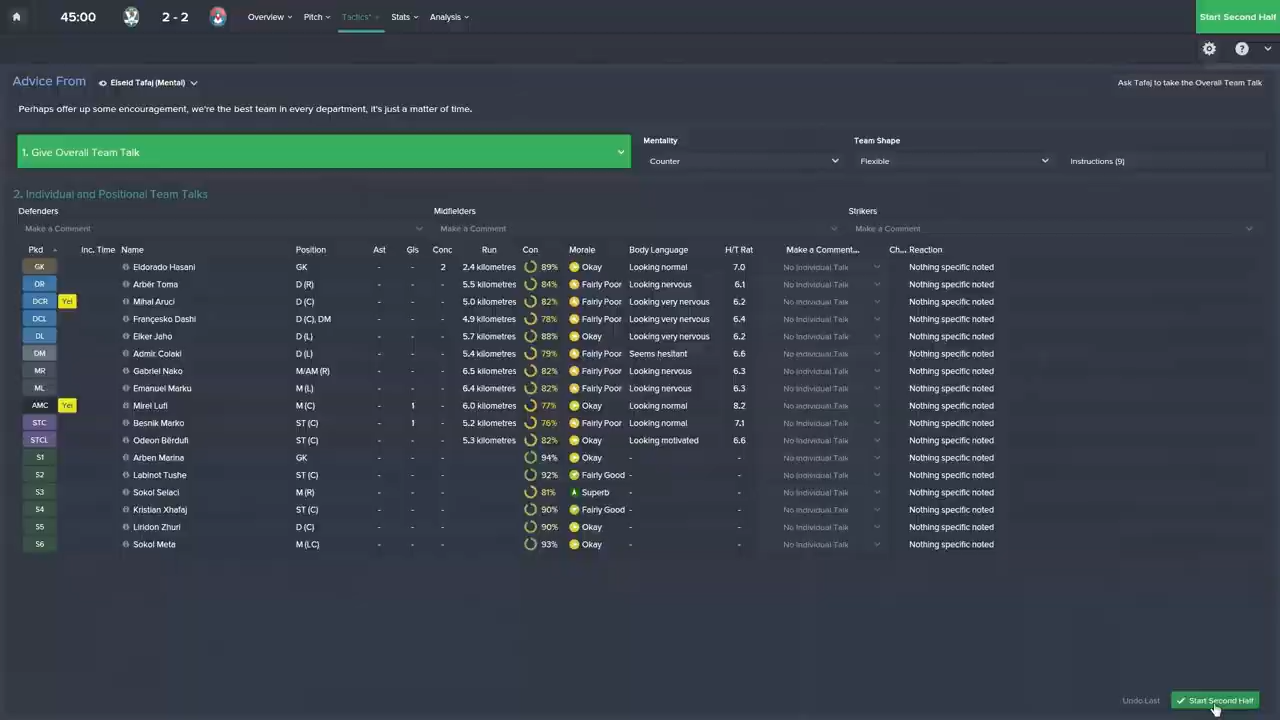 45:00 2 - 2 Overview Pitch Tactics* Stats Analysis Start Second Half
Advice From Elseid Tafaj (Mental) Ask Tafaj to take the Overall Team Talk
Perhaps offer up some encouragement, we're the best team in every department, it's just a matter of time.
Mentality Team Shape
1. Give Overall Team Talk Counter Flexible Instructions (9)
2. Individual and Positional Team Talks
Defenders Midfielders Strikers
Make a Comment Make a Comment Make a Comment
Pkd Inc. Time Name Position Ast Gls Conc Run Con Morale Body Language H/T Rat Make a Comment... Ch... Reaction
GK Eldorado Hasani GK - - 2 2.4 kilometres 89% Okay Looking normal 7.0 No Individual Talk Nothing specific noted
DR Arbër Toma D (R) - - - 5.5 kilometres 84% Fairly Poor Looking nervous 6.1 No Individual Talk Nothing specific noted
DCR Yel Mihal Aruci D (C) - - - 5.0 kilometres 82% Fairly Poor Looking very nervous 6.2 No Individual Talk Nothing specific noted
DCL Françesko Dashi D (C), DM - - - 4.9 kilometres 78% Fairly Poor Looking very nervous 6.4 No Individual Talk Nothing specific noted
DL Elker Jaho D (L) - - - 5.7 kilometres 88% Okay Looking very nervous 6.2 No Individual Talk Nothing specific noted
DM Admir Colaki D (L) - - - 5.4 kilometres 79% Fairly Poor Seems hesitant 6.6 No Individual Talk Nothing specific noted
MR Gabriel Nako M/AM (R) - - - 6.5 kilometres 82% Fairly Poor Looking nervous 6.3 No Individual Talk Nothing specific noted
ML Emanuel Marku M (L) - - - 6.4 kilometres 82% Fairly Poor Looking nervous 6.3 No Individual Talk Nothing specific noted
AMC Yel Mirel Lufi M (C) - 1 - 6.0 kilometres 77% Okay Looking normal 8.2 No Individual Talk Nothing specific noted
STC Besnik Marko ST (C) - 1 - 5.2 kilometres 76% Fairly Poor Looking normal 7.1 No Individual Talk Nothing specific noted
STCL Odeon Bërdufi ST (C) - - - 5.3 kilometres 82% Okay Looking motivated 6.6 No Individual Talk Nothing specific noted
S1 Arben Marina GK - - - 94% Okay - - No Individual Talk Nothing specific noted
S2 Labinot Tushe ST (C) - - - 92% Fairly Good - - No Individual Talk Nothing specific noted
S3 Sokol Selaci M (R) - - - 81% Superb - - No Individual Talk Nothing specific noted
S4 Kristian Xhafaj ST (C) - - - 90% Fairly Good - - No Individual Talk Nothing specific noted
S5 Liridon Zhuri D (C) - - - 90% Okay - - No Individual Talk Nothing specific noted
S6 Sokol Meta M (LC) - - - 93% Okay - - No Individual Talk Nothing specific noted
Undo Last Start Second Half